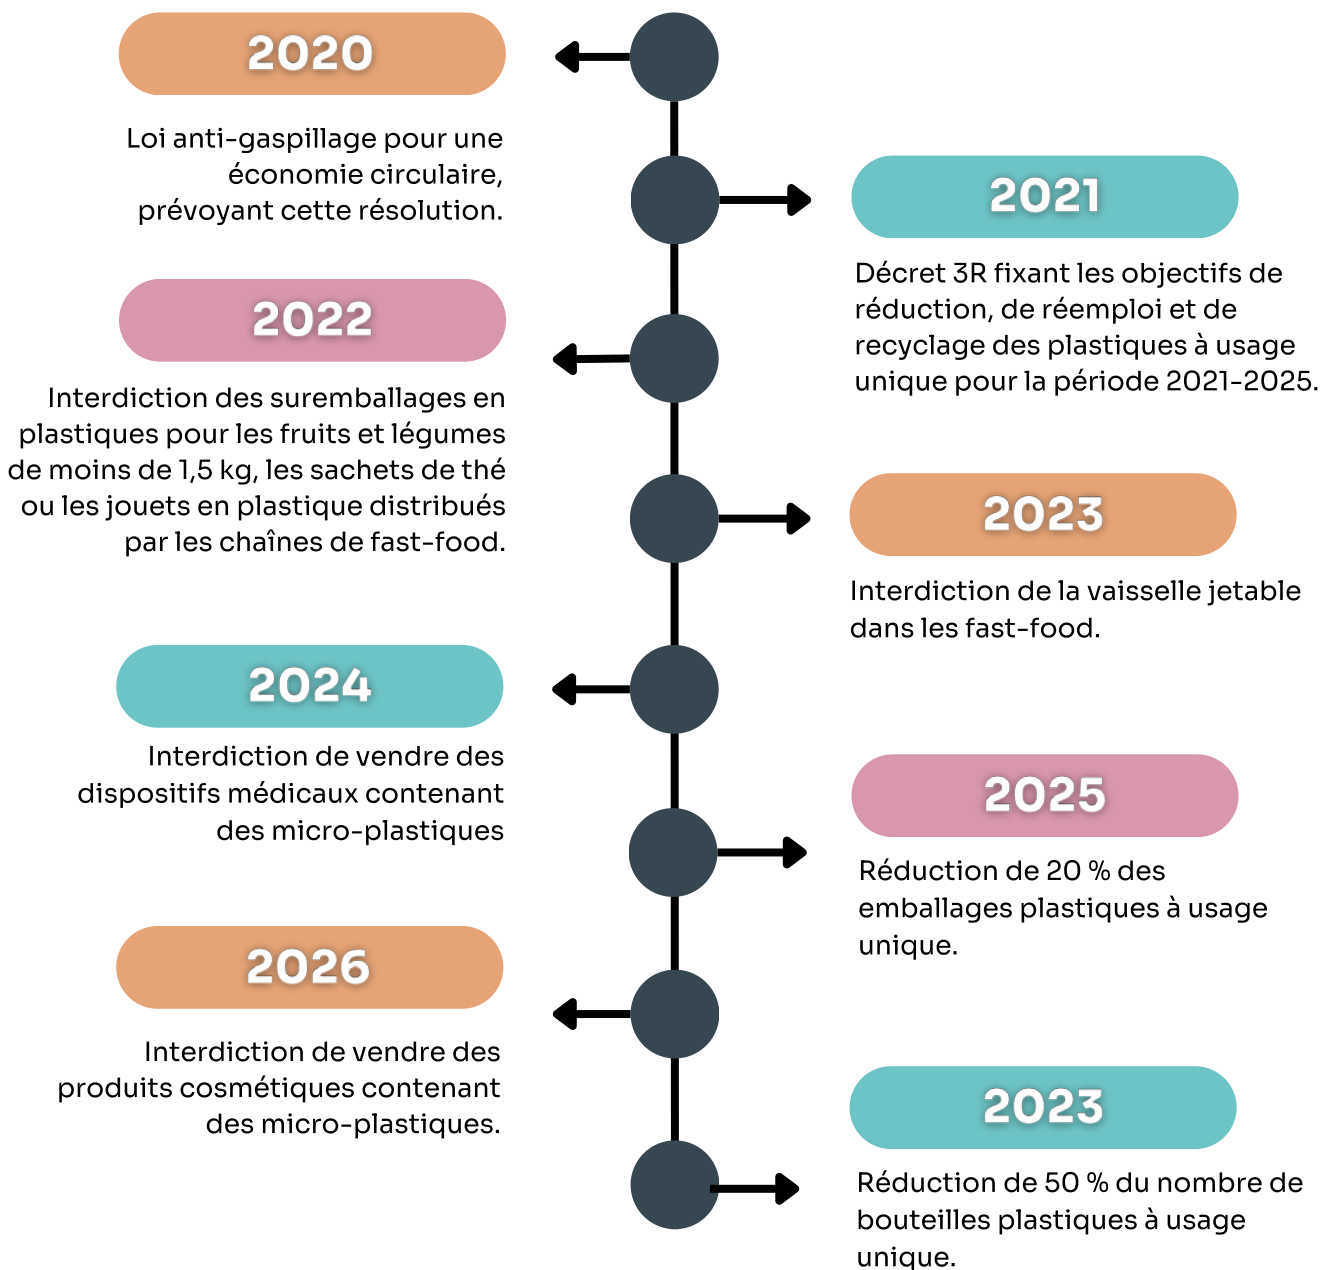 2020
Loi anti-gaspillage pour une
économie circulaire,
prévoyant cette résolution.
2021
Décret 3R fixant les objectifs de
réduction, de réemploi et de
recyclage des plastiques à usage
unique pour la période 2021-2025.
2022
Interdiction des suremballages en
plastiques pour les fruits et légumes
de moins de 1,5 kg, les sachets de thé
ou les jouets en plastique distribués
par les chaînes de fast-food.
2023
Interdiction de la vaisselle jetable
dans les fast-food.
2024
Interdiction de vendre des
dispositifs médicaux contenant
des micro-plastiques
2025
Réduction de 20 % des
emballages plastiques à usage
unique.
2026
Interdiction de vendre des
produits cosmétiques contenant
des micro-plastiques.
2023
Réduction de 50 % du nombre de
bouteilles plastiques à usage
unique.